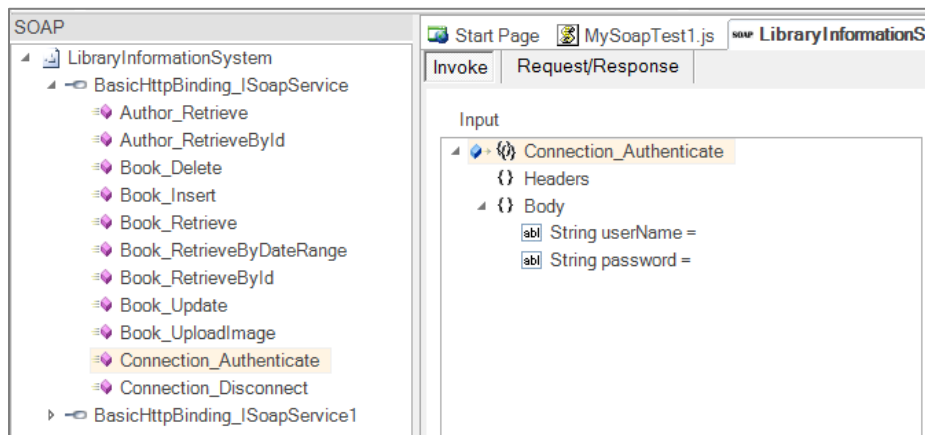 SOAP
LibraryInformationSystem
BasicHttpBinding_ISoapService
Author_Retrieve
Author_RetrieveById
Book_Delete
Book_Insert
Book_Retrieve
Book_RetrieveByDateRange
Book_RetrieveById
Book_Update
Book_UploadImage
Connection_Authenticate
Connection_Disconnect
BasicHttpBinding_ISoapService1
Start Page MySoapTest1.js SOAP LibraryInformationS
Invoke Request/Response
Input
{/} Connection_Authenticate
{} Headers
{} Body
abl String userName =
abl String password =